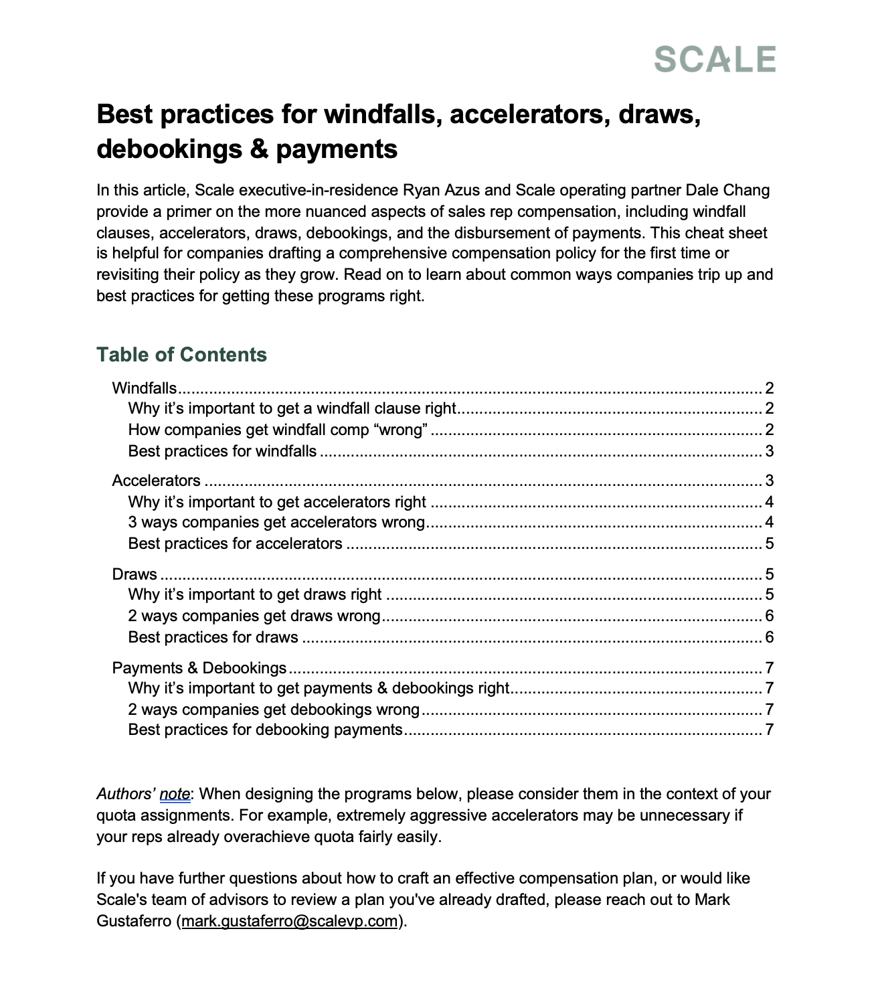 SCALE
Best practices for windfalls, accelerators, draws,
debookings & payments
In this article, Scale executive-in-residence Ryan Azus and Scale operating partner Dale Chang
provide a primer on the more nuanced aspects of sales rep compensation, including windfall
clauses, accelerators, draws, debookings, and the disbursement of payments. This cheat sheet
is helpful for companies drafting a comprehensive compensation policy for the first time or
revisiting their policy as they grow. Read on to learn about common ways companies trip up and
best practices for getting these programs right.
Table of Contents
Windfalls 2
Why it’s important to get a windfall clause right 2
How companies get windfall comp “wrong” 2
Best practices for windfalls 3
Accelerators 3
Why it’s important to get accelerators right 4
3 ways companies get accelerators wrong 4
Best practices for accelerators 5
Draws 5
Why it’s important to get draws right 5
2 ways companies get draws wrong 6
Best practices for draws 6
Payments & Debookings 7
Why it’s important to get payments & debookings right 7
2 ways companies get debookings wrong 7
Best practices for debooking payments 7
Authors’ note: When designing the programs below, please consider them in the context of your
quota assignments. For example, extremely aggressive accelerators may be unnecessary if
your reps already overachieve quota fairly easily.
If you have further questions about how to craft an effective compensation plan, or would like
Scale's team of advisors to review a plan you've already drafted, please reach out to Mark
Gustaferro (mark.gustaferro@scalevp.com).